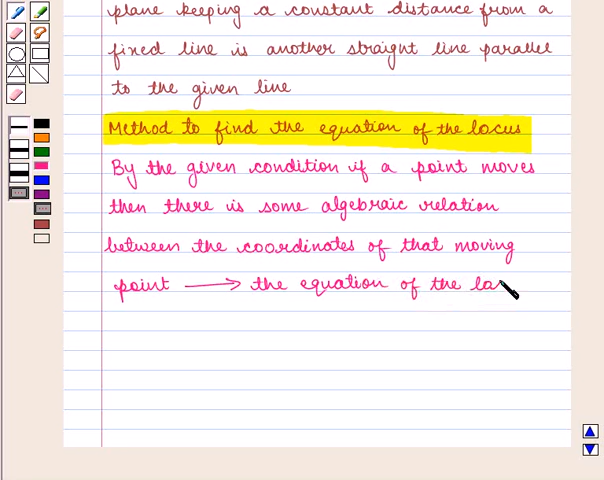 plane keeping a constant distance from a
fixed line is another straight line parallel
to the given line
Method to find the equation of the locus
By the given condition if a point moves
then there is some algebraic relation
between the coordinates of that moving
point ⟶ the equation of the lo